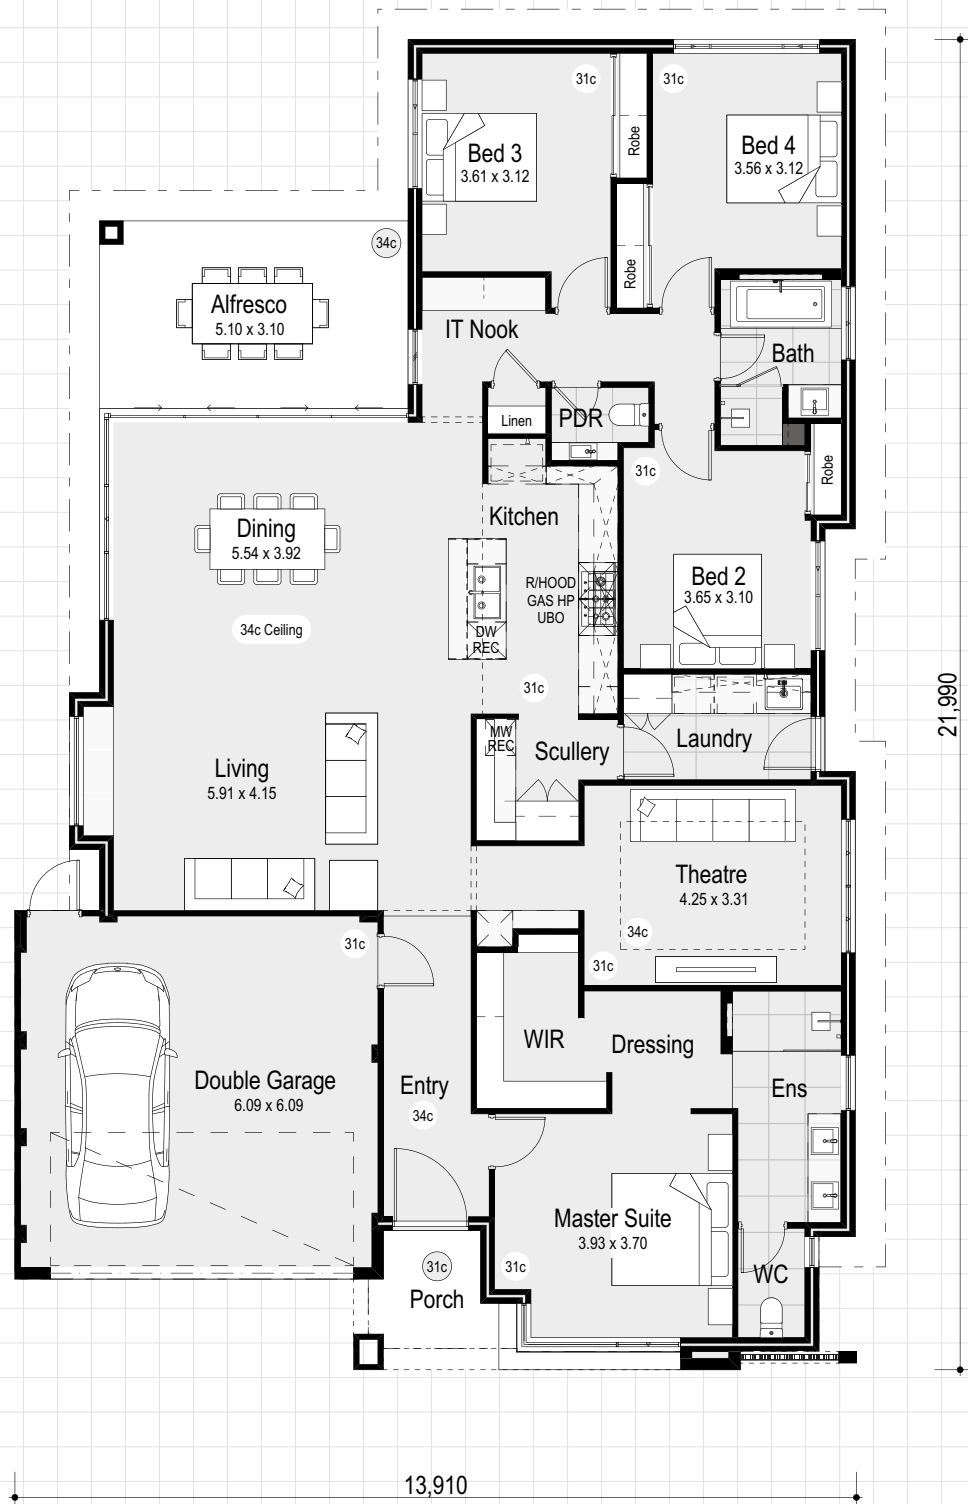 31c
31c
Robe
Bed 3
3.61 x 3.12
Bed 4
3.56 x 3.12
34c
Robe
Alfresco
5.10 x 3.10
IT Nook
Bath
Linen
PDR
31c
Robe
Kitchen
Dining
5.54 x 3.92
R/HOOD
GAS HP
UBO
Bed 2
3.65 x 3.10
34c Ceiling
DW
REC
31c
21,990
MW
REC
Scullery
Laundry
Living
5.91 x 4.15
Theatre
4.25 x 3.31
34c
31c
31c
WIR
Dressing
Double Garage
6.09 x 6.09
Entry
34c
Ens
Master Suite
3.93 x 3.70
31c
31c
WC
Porch
13,910